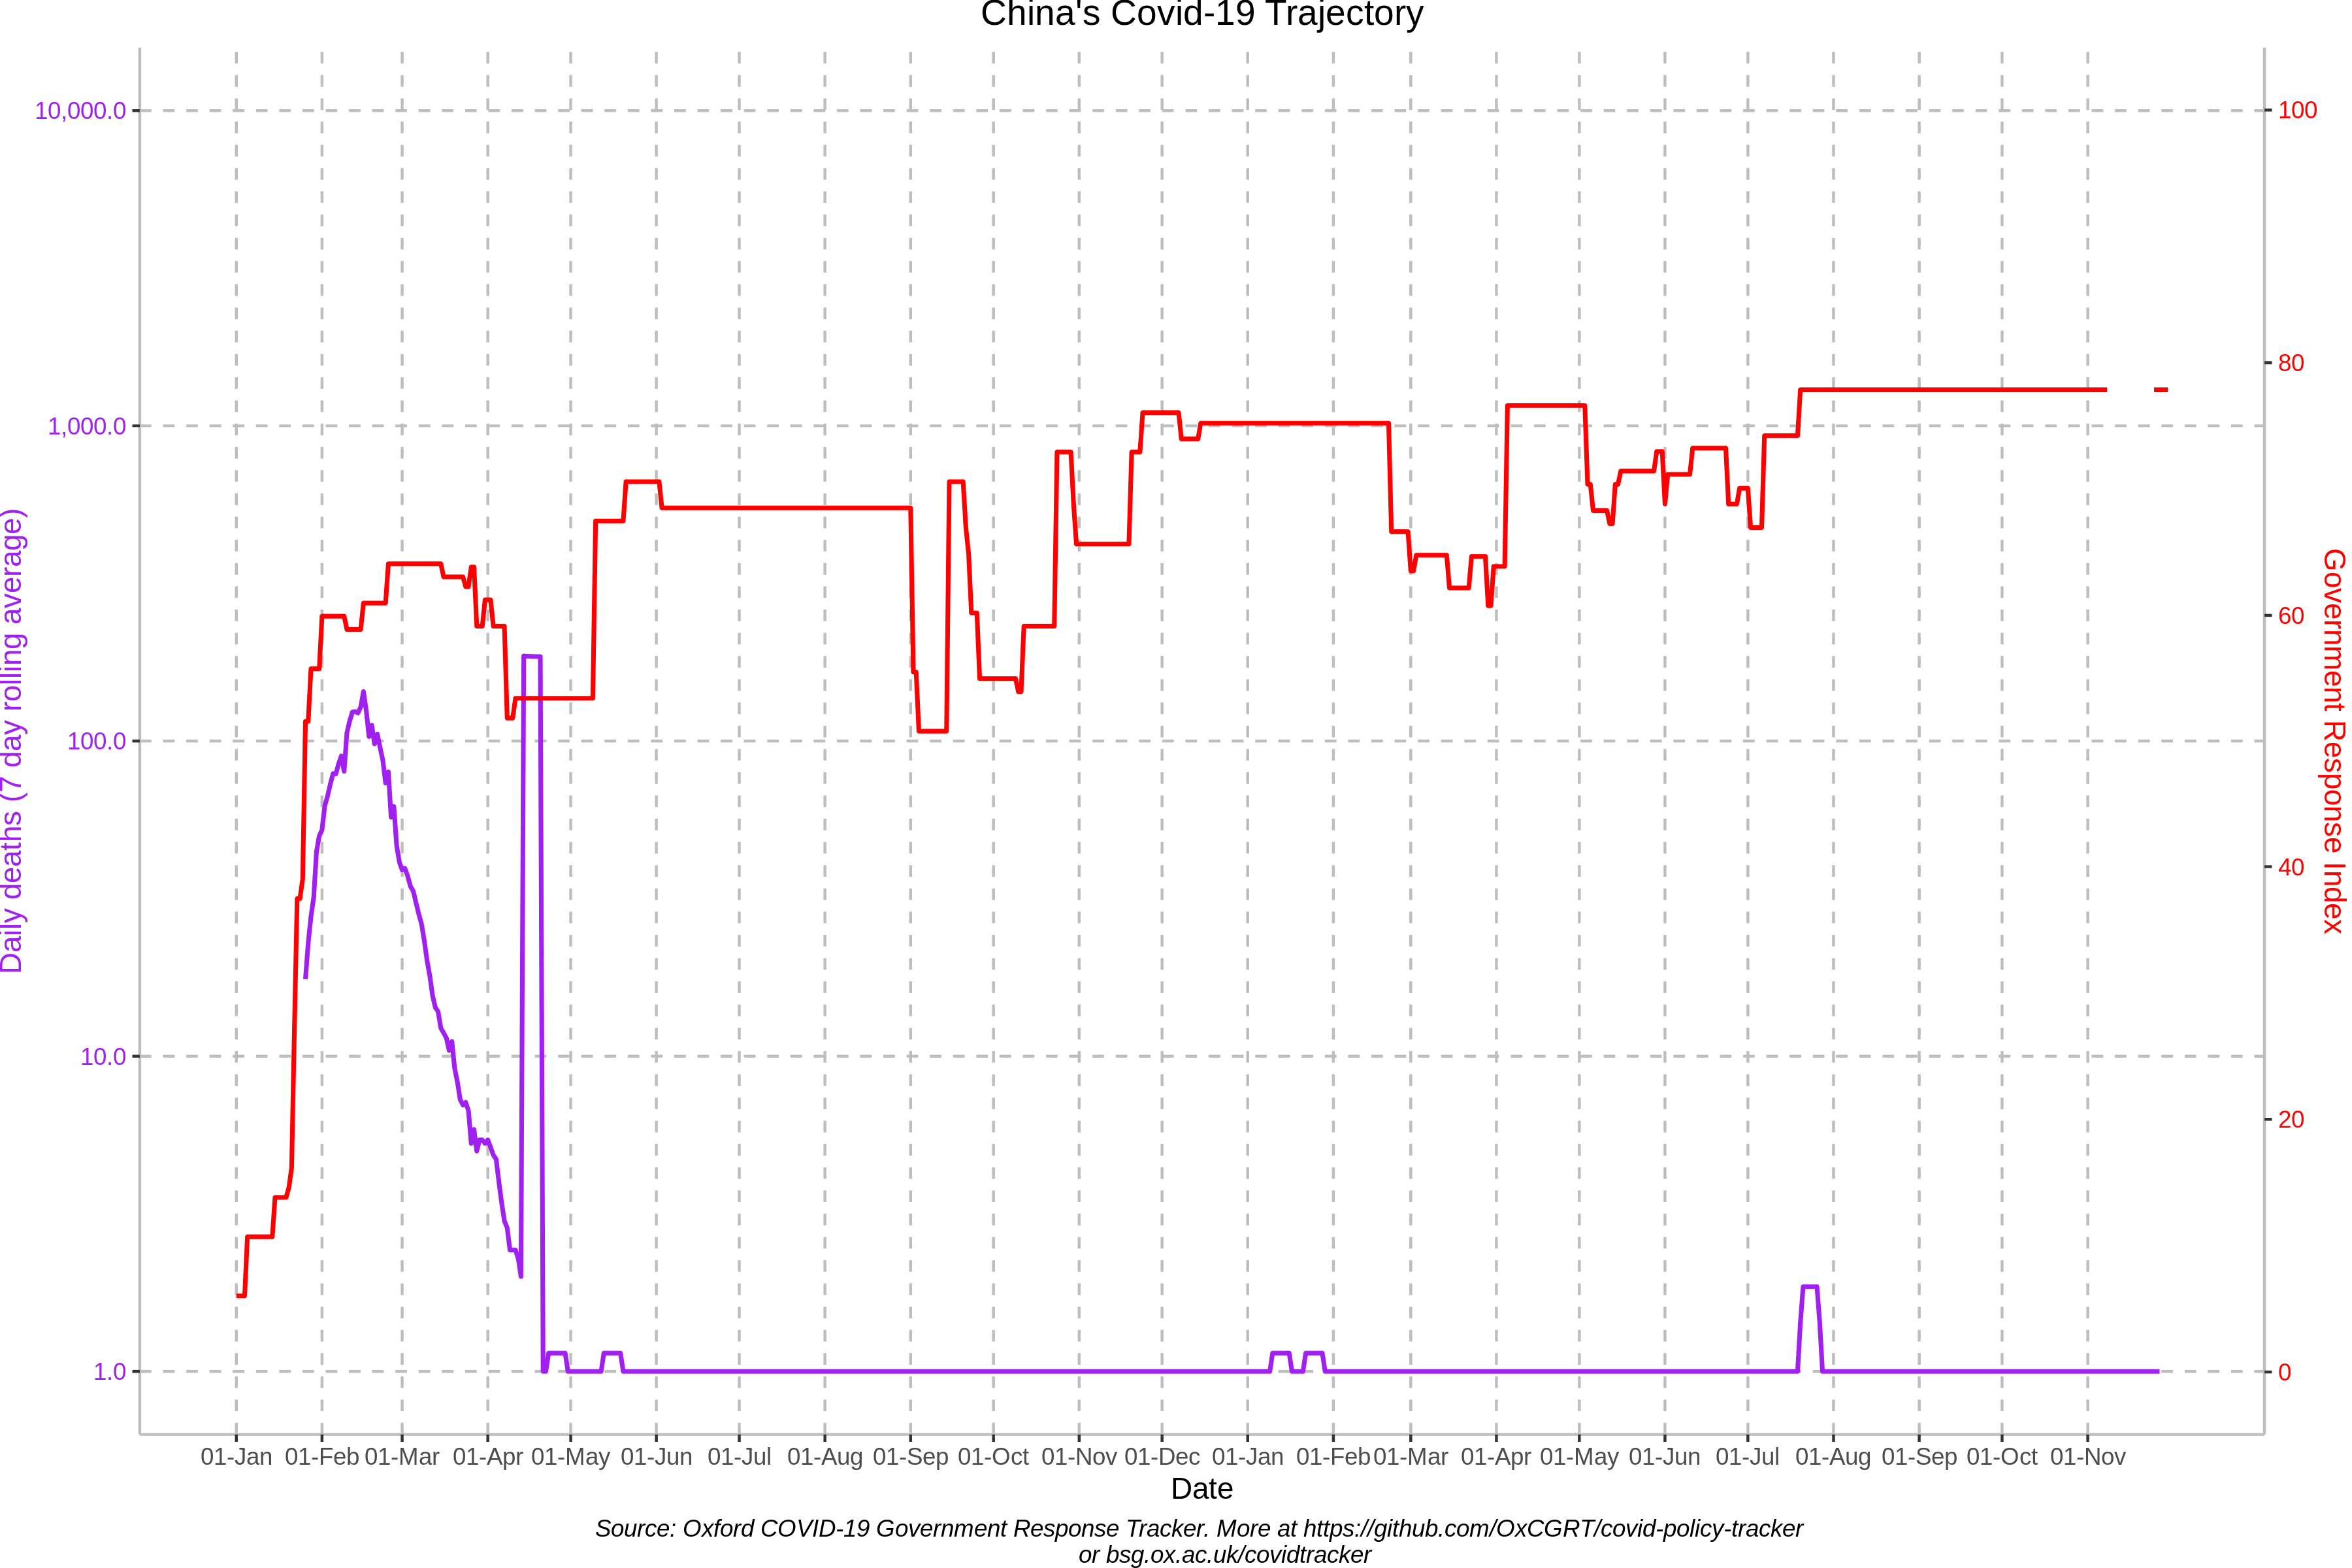 China's Covid-19 Trajectory
10,000.0
1,000.0
100.0
10.0
1.0
Daily deaths (7 day rolling average)
100
80
60
40
20
0
Government Response Index
01-Jan 01-Feb 01-Mar 01-Apr 01-May 01-Jun 01-Jul 01-Aug 01-Sep 01-Oct 01-Nov 01-Dec 01-Jan 01-Feb 01-Mar 01-Apr 01-May 01-Jun 01-Jul 01-Aug 01-Sep 01-Oct 01-Nov
Date
Source: Oxford COVID-19 Government Response Tracker. More at https://github.com/OxCGRT/covid-policy-tracker
or bsg.ox.ac.uk/covidtracker